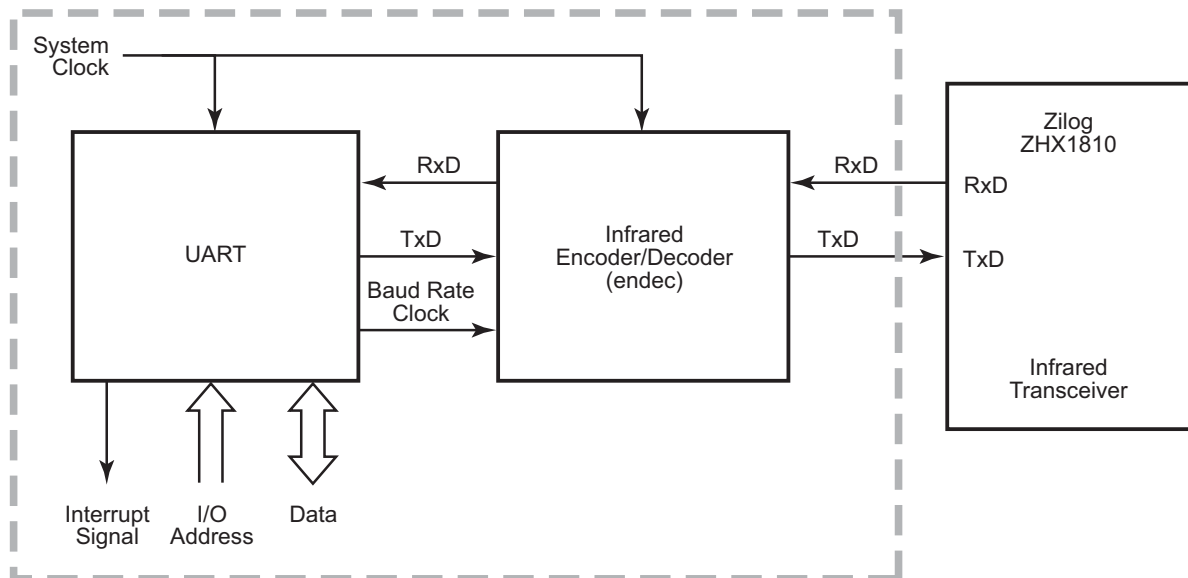 System
Clock
Zilog
ZHX1810
RxD
RxD
RxD
UART
Infrared
Encoder/Decoder
(endec)
TxD
TxD
TxD
Baud Rate
Clock
Infrared
Transceiver
Interrupt
Signal
I/O
Address
Data